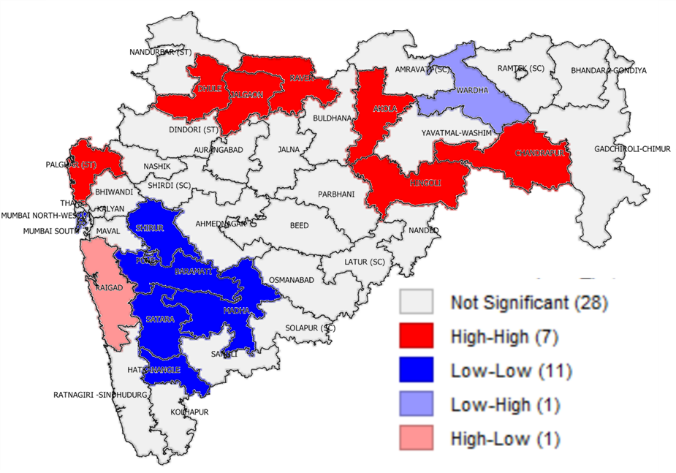 NANDURBAR (ST)
AMRAVATI (SC)
RAMTEK (SC)
BHANDARA-GONDIYA
DHULE
RAVER
JALGAON
WARDHA
AKOLA
BULDHANA
DINDORI (ST)
YAVATMAL-WASHIM
AURANGABAD
JALNA
GADCHIROLI-CHIMUR
CHANDRAPUR
PALGHAR (ST)
NASHIK
SHIRDI (SC)
HINGOLI
BHIWANDI
PARBHANI
THANE
KALYAN
MUMBAI NORTH-WEST
MUMBAI SOUTH
MAVAL
SHIRUR
AHMEDNAGAR
BEED
NANDED
LATUR (SC)
BARAMATI
OSMANABAD
RAIGAD
MADHA
SATARA
SOLAPUR (SC)
SANGLI
HATKANANGLE
RATNAGIRI -SINDHUDURG
KOLHAPUR
Not Significant (28)
High-High (7)
Low-Low (11)
Low-High (1)
High-Low (1)